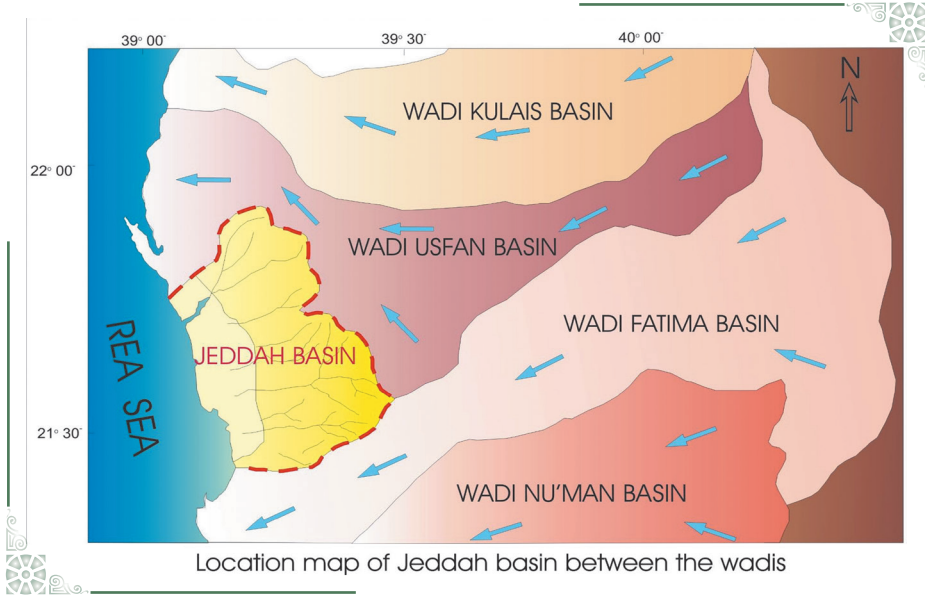 39° 00'
39° 30'
40° 00'
N
WADI KULAIS BASIN
22° 00'
WADI USFAN BASIN
WADI FATIMA BASIN
REA SEA
JEDDAH BASIN
21° 30'
WADI NU'MAN BASIN
Location map of Jeddah basin between the wadis